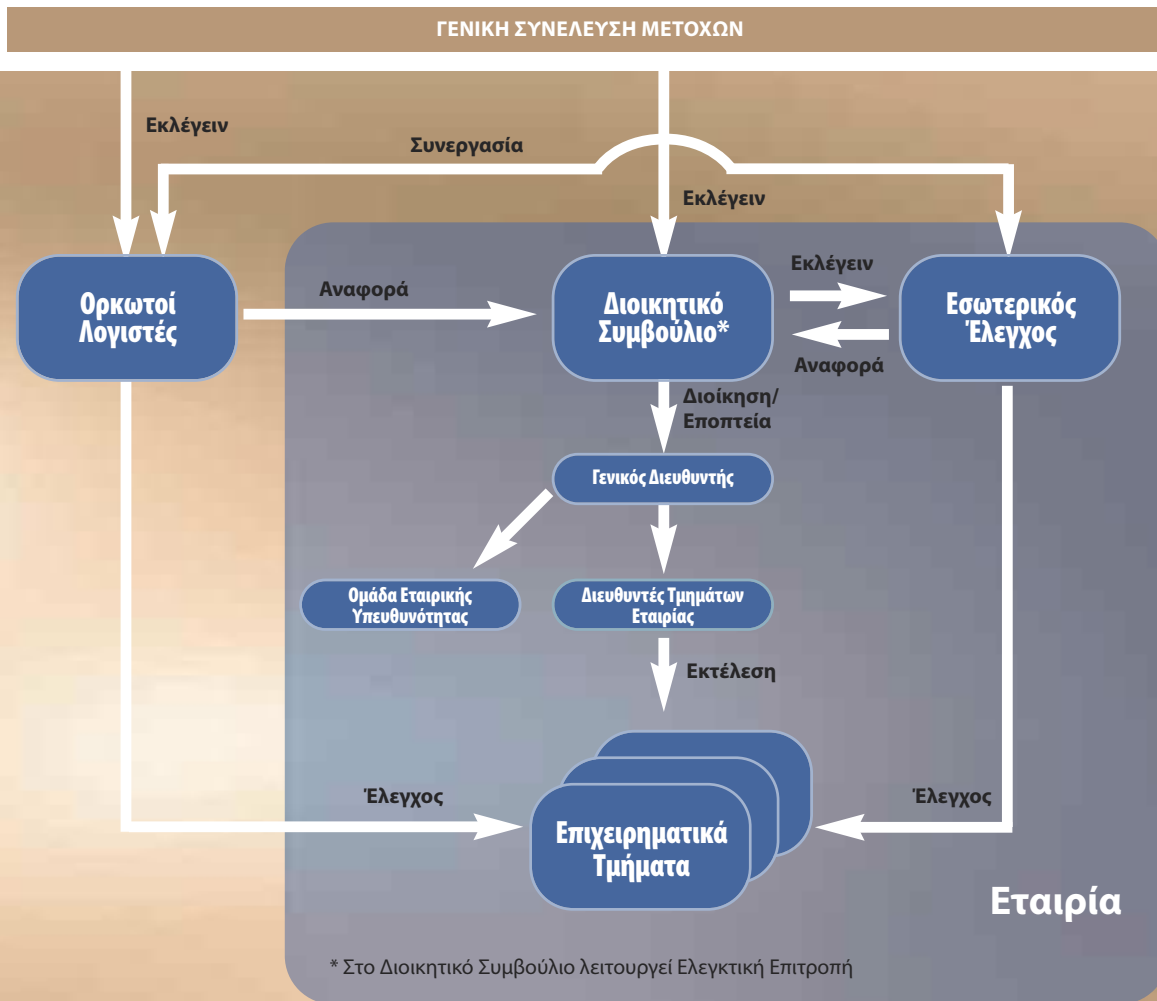 ΓΕΝΙΚΗ ΣΥΝΕΛΕΥΣΗ ΜΕΤΟΧΩΝ
Εκλέγειν
Συνεργασία
Εκλέγειν
Ορκωτοί
Λογιστές
Αναφορά
Διοικητικό
Συμβούλιο*
Εκλέγειν
Αναφορά
Εσωτερικός
Έλεγχος
Διοίκηση/
Εποπτεία
Γενικός Διευθυντής
Ομάδα Εταιρικής
Υπευθυνότητας
Διευθυντές Τμημάτων
Εταιρίας
Εκτέλεση
Έλεγχος
Έλεγχος
Επιχειρηματικά
Τμήματα
Εταιρία
* Στο Διοικητικό Συμβούλιο λειτουργεί Ελεγκτική Επιτροπή